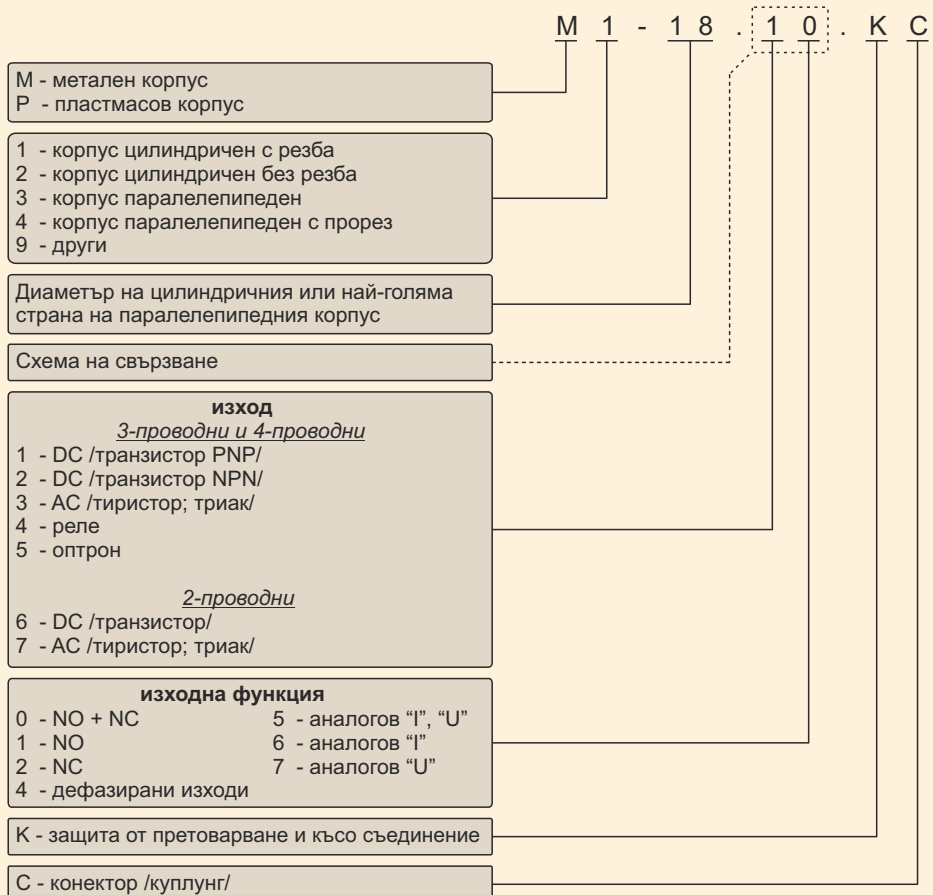 М 1 - 1 8 . 1 0 . К С
М - метален корпус
Р - пластмасов корпус
1 - корпус цилиндричен с резба
2 - корпус цилиндричен без резба
3 - корпус паралелепипеден
4 - корпус паралелепипеден с прорез
9 - други
Диаметър на цилиндричния или най-голяма
страна на паралелепипедния корпус
Схема на свързване
изход
3-проводни и 4-проводни
1 - DC /транзистор PNP/
2 - DC /транзистор NPN/
3 - AC /тиристор; триак/
4 - реле
5 - оптрон
2-проводни
6 - DC /транзистор/
7 - AC /тиристор; триак/
изходна функция
0 - NO + NC 5 - аналогов “I”, “U”
1 - NO 6 - аналогов “I”
2 - NC 7 - аналогов “U”
4 - дефазирани изходи
К - защита от претоварване и късо съединение
С - конектор /куплунг/